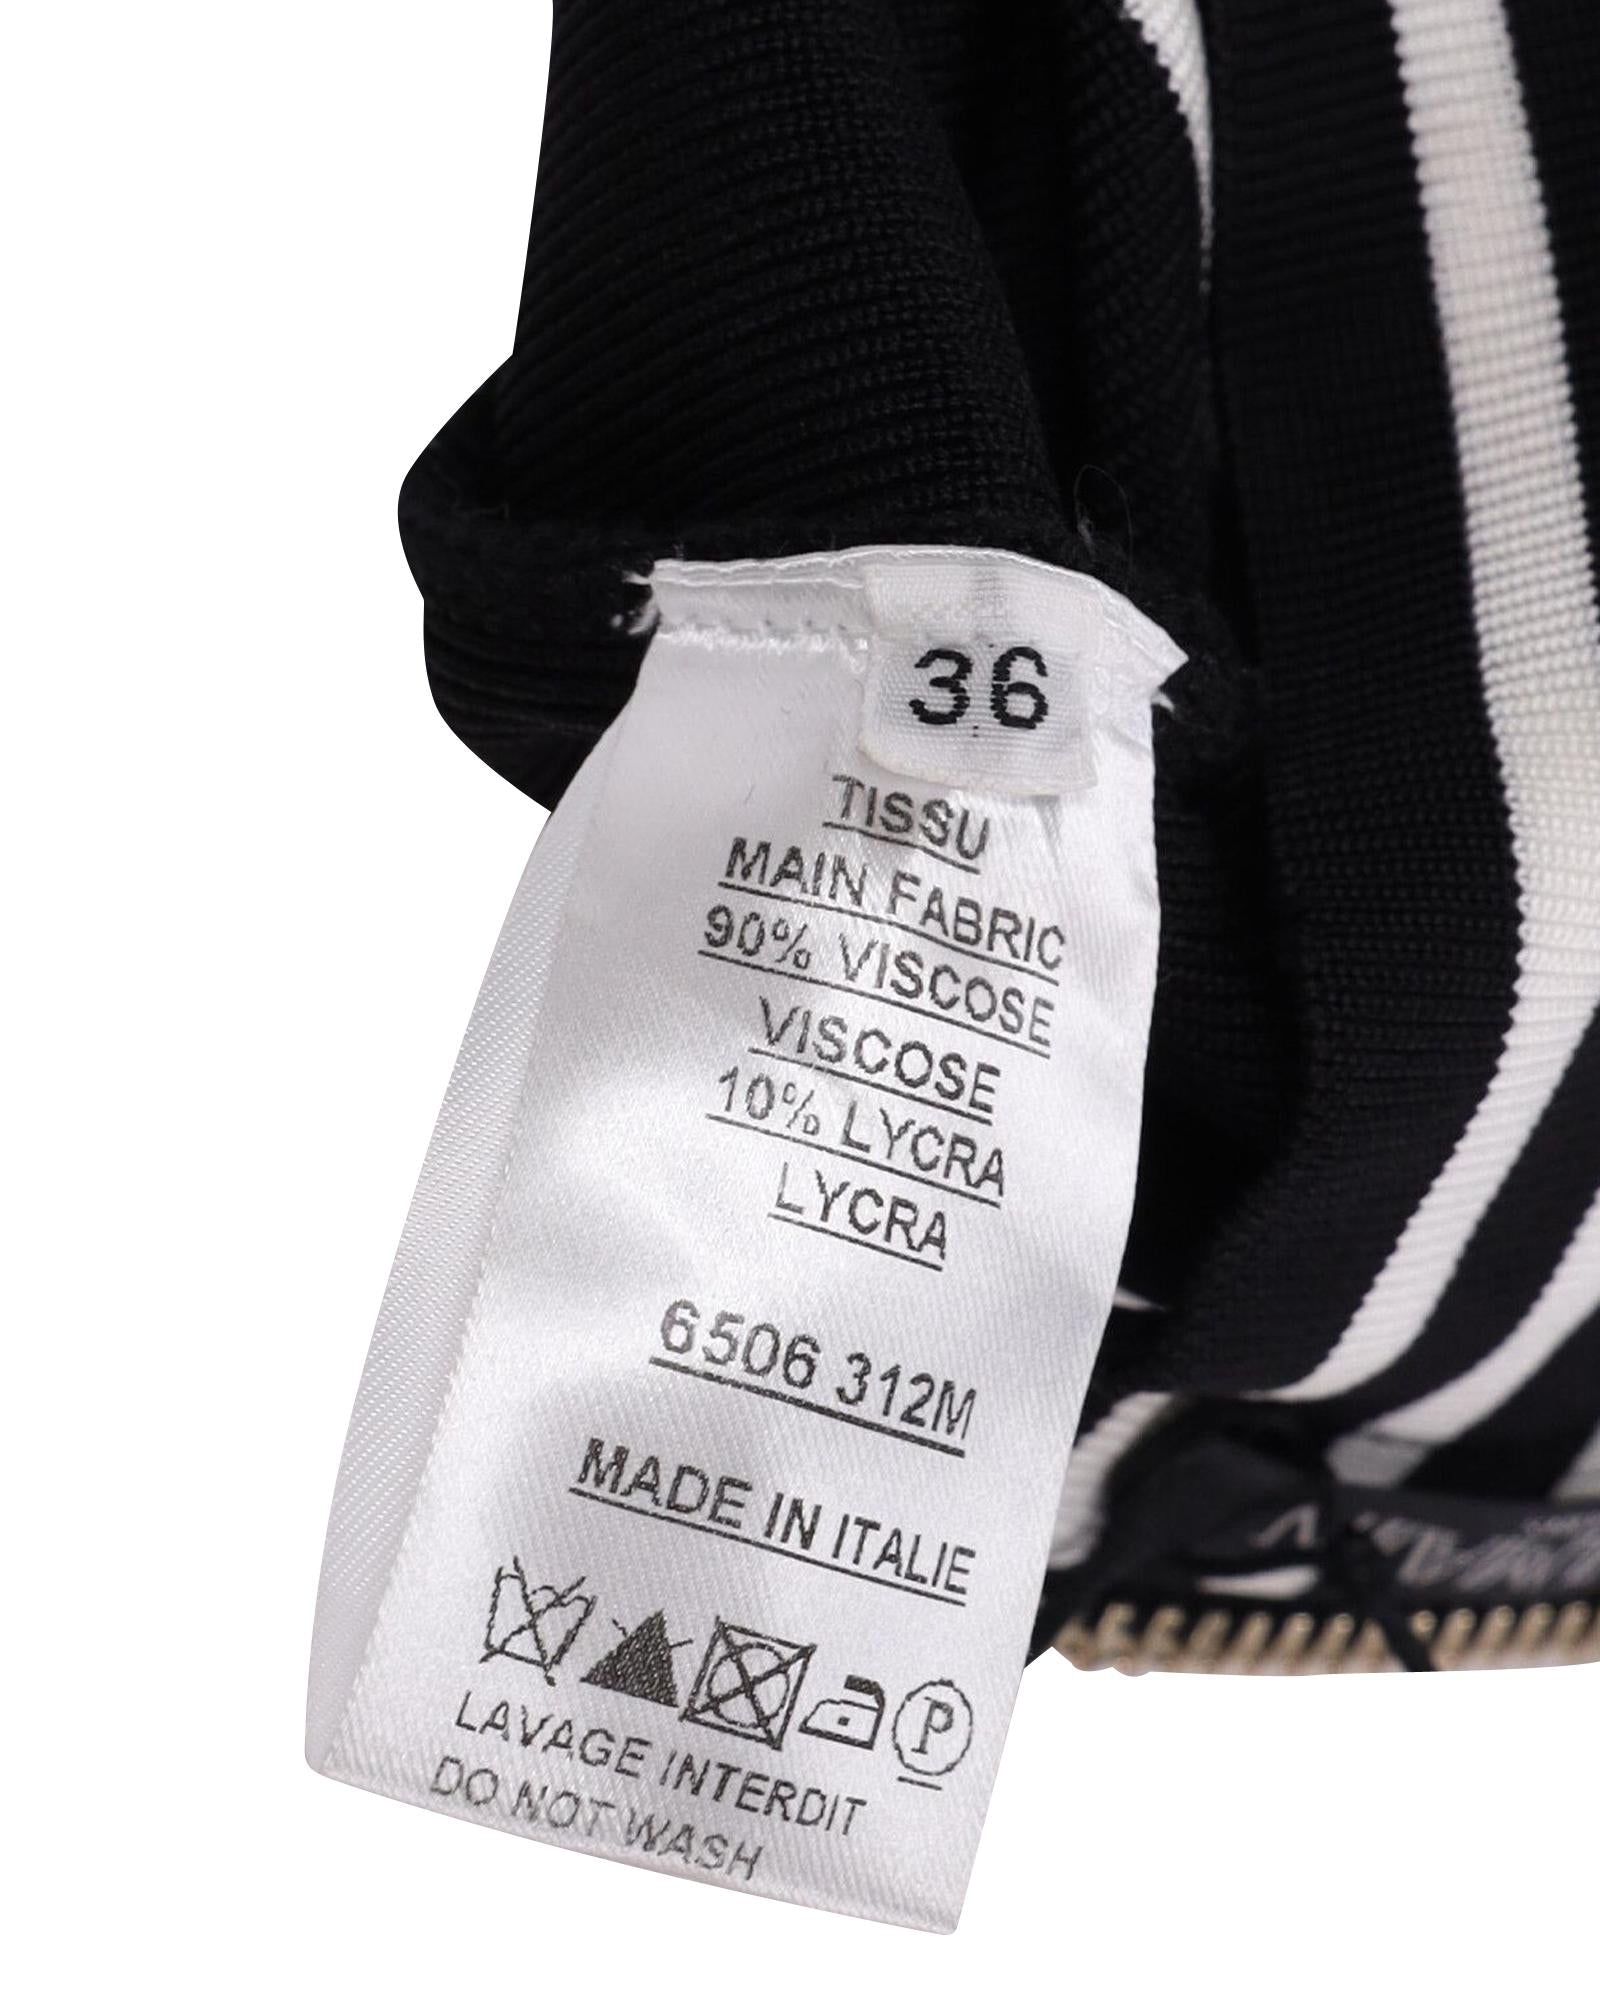 36
TISSU
MAIN FABRIC
90% VISCOSE
VISCOSE
10% LYCRA
LYCRA
6506 312M
MADE IN ITALIE
P
LAVAGE INTERDIT
DO NOT WASH